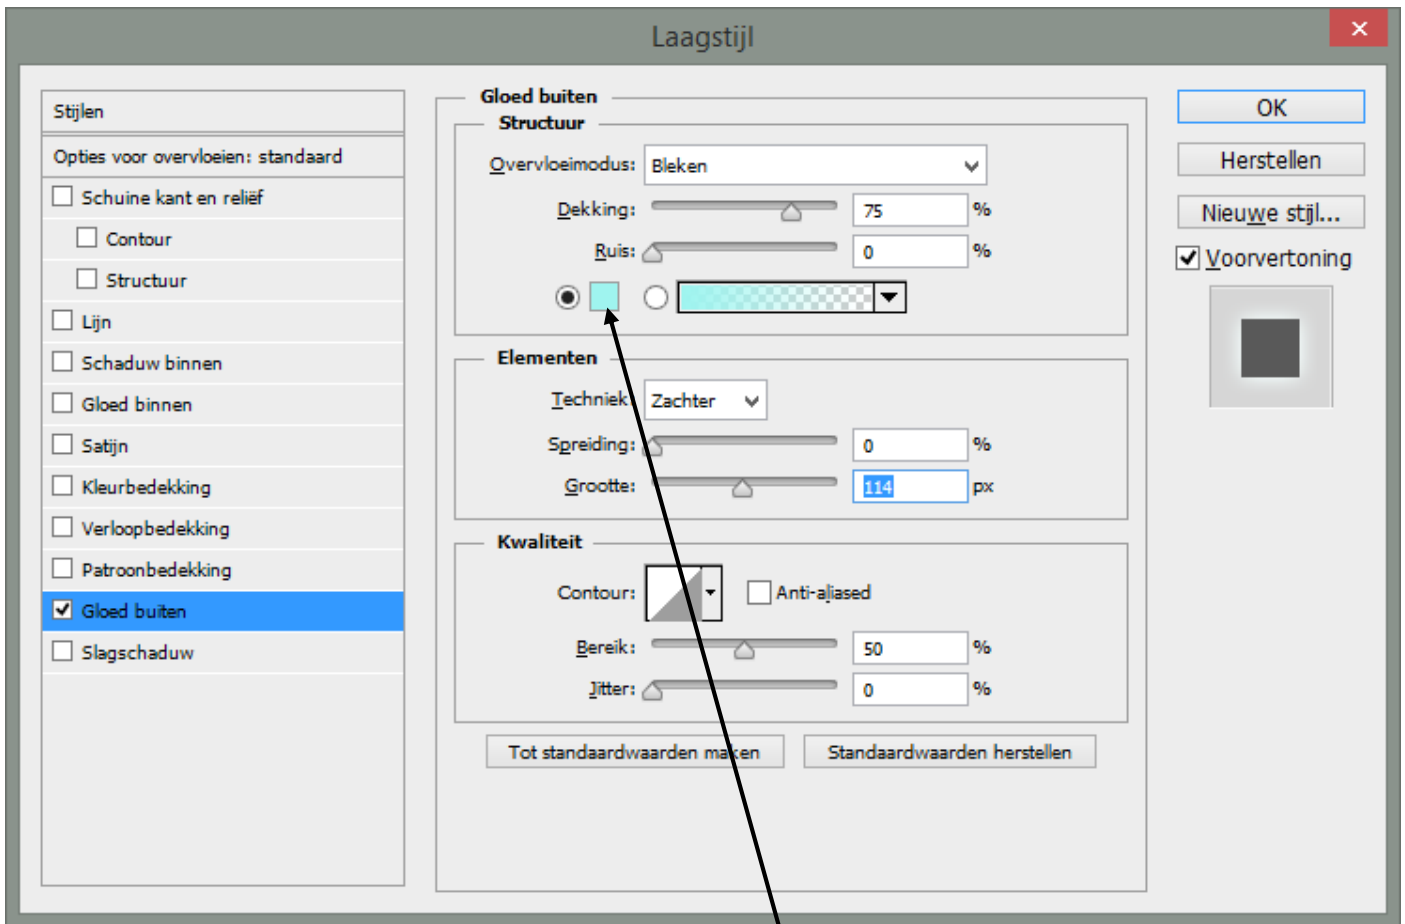 Laagstijl
Stijlen
Opties voor overvloeien: standaard
Schuine kant en reliëf
Contour
Structuur
Lijn
Schaduw binnen
Gloed binnen
Satijn
Kleurbedekking
Verloopbedekking
Patroonbedekking
Gloed buiten
Slagschaduw
Gloed buiten
Structuur
Overvloeimodus: Bleken
Dekking: 75 %
Ruis: 0 %
Elementen
Techniek: Zachter
Spreiding: 0 %
Grootte: 114 px
Kwaliteit
Contour: Anti-aliased
Bereik: 50 %
Jitter: 0 %
Tot standaardwaarden maken Standaardwaarden herstellen
OK
Herstellen
Nieuwe stijl...
Voorvertoning